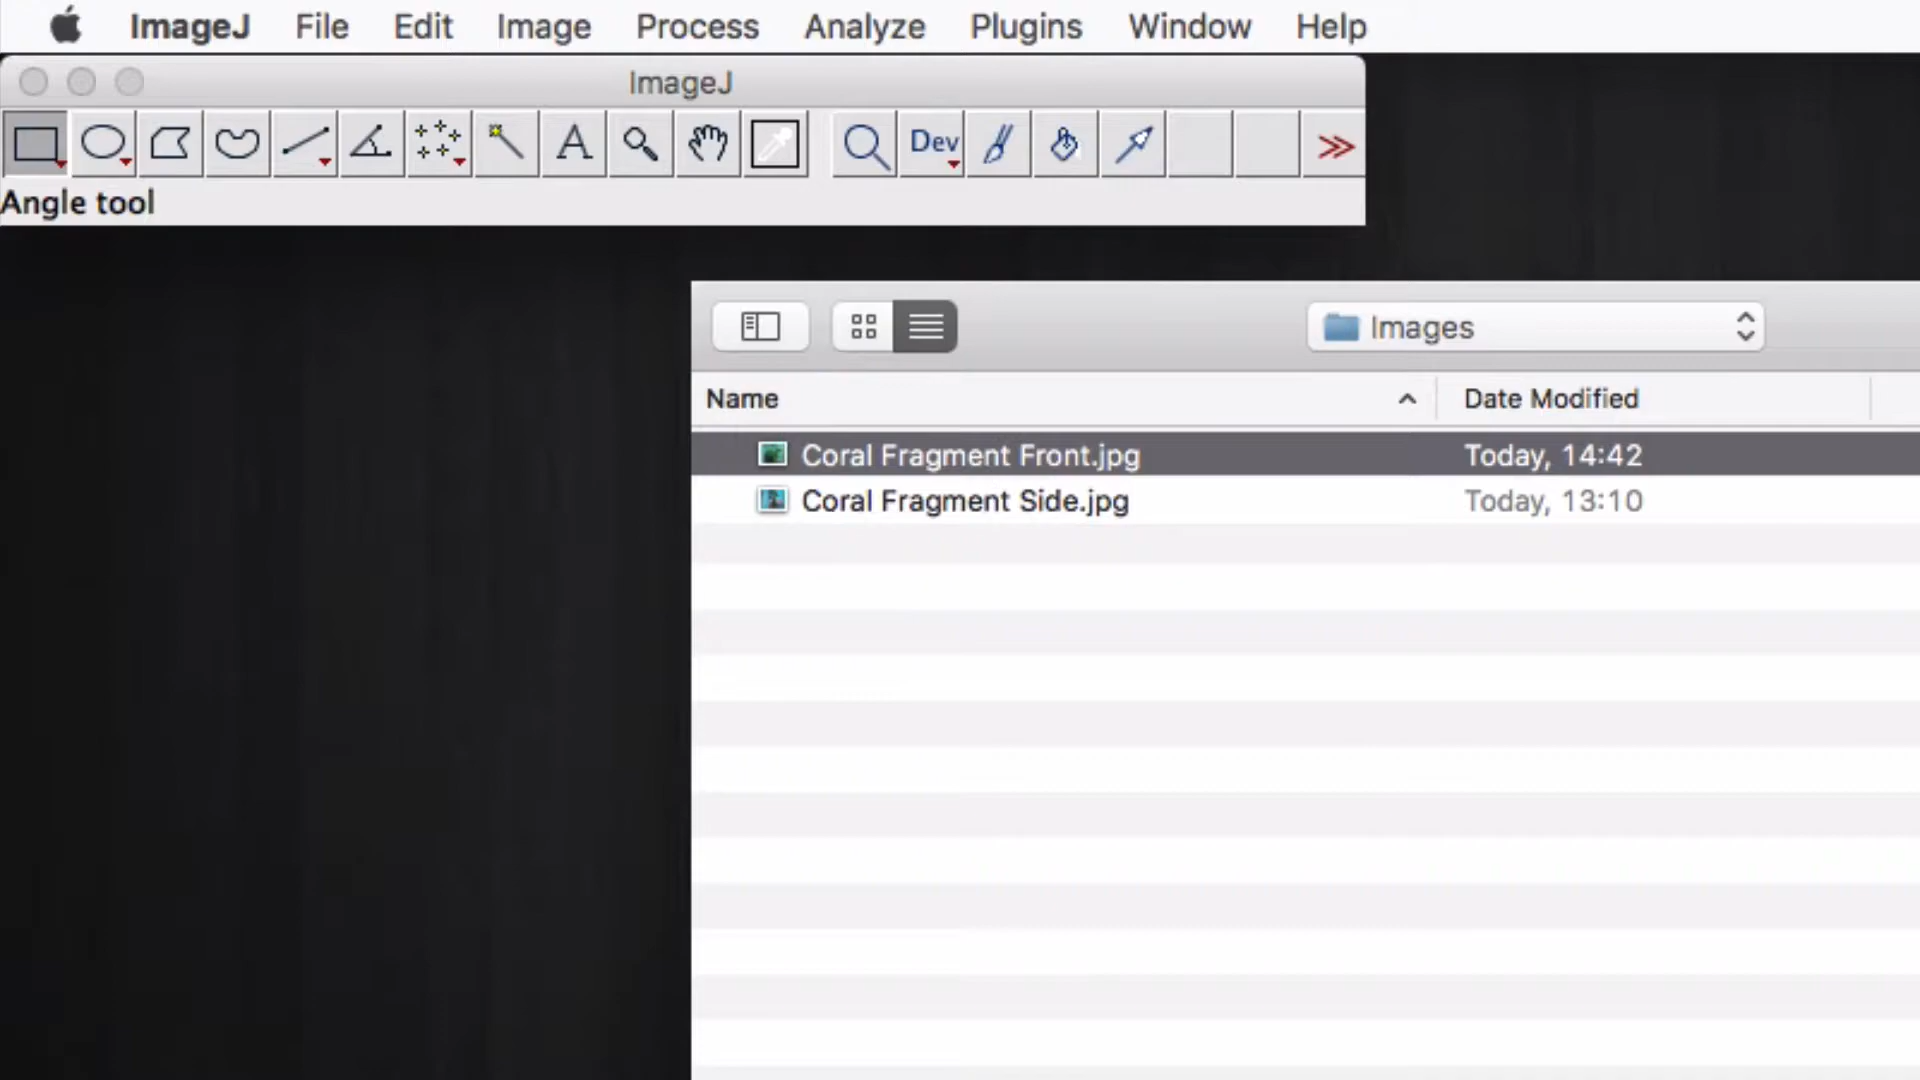 ImageJ File Edit Image Process Analyze Plugins Window Help
ImageJ
A Dev
Angle tool
Images
Name Date Modified
Coral Fragment Front.jpg Today, 14:42
Coral Fragment Side.jpg Today, 13:10